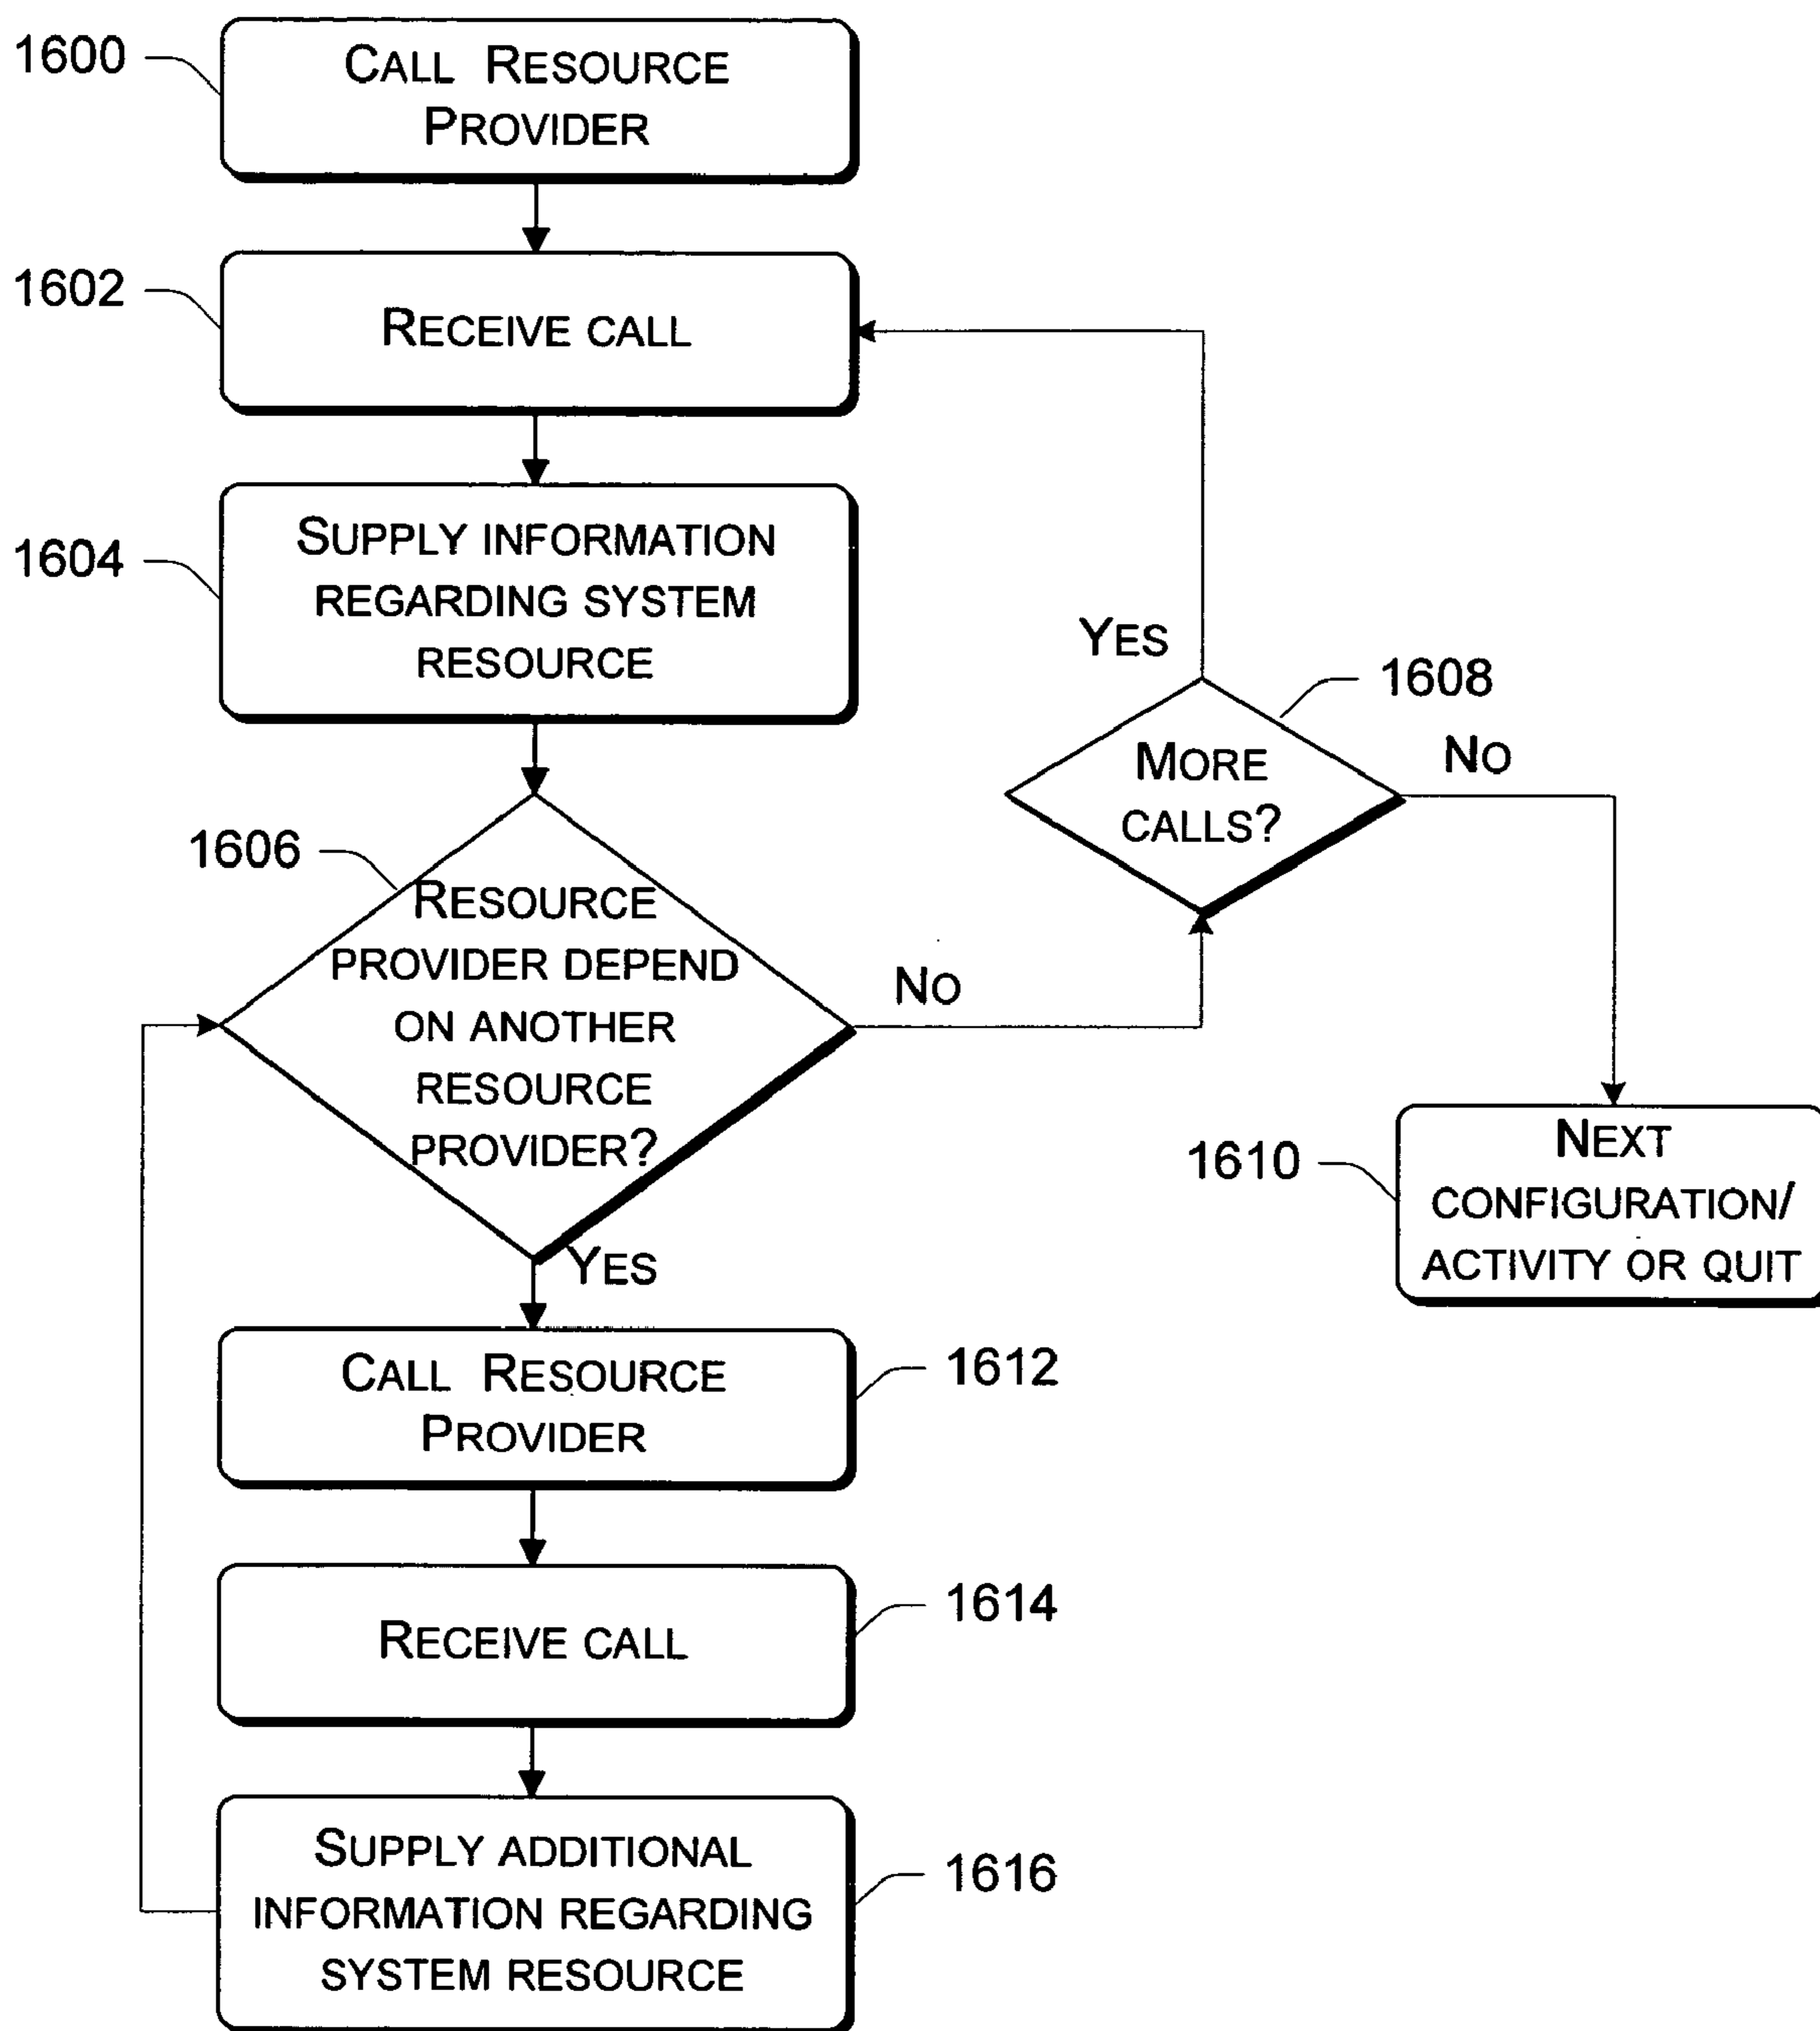 1600
CALL RESOURCE
PROVIDER
1602
RECEIVE CALL
1604
SUPPLY INFORMATION
REGARDING SYSTEM
RESOURCE
YES
1608
MORE
CALLS?
NO
1606
RESOURCE
PROVIDER DEPEND
ON ANOTHER
RESOURCE
PROVIDER?
NO
YES
1610
NEXT
CONFIGURATION/
ACTIVITY OR QUIT
CALL RESOURCE
PROVIDER
1612
RECEIVE CALL
1614
SUPPLY ADDITIONAL
INFORMATION REGARDING
SYSTEM RESOURCE
1616